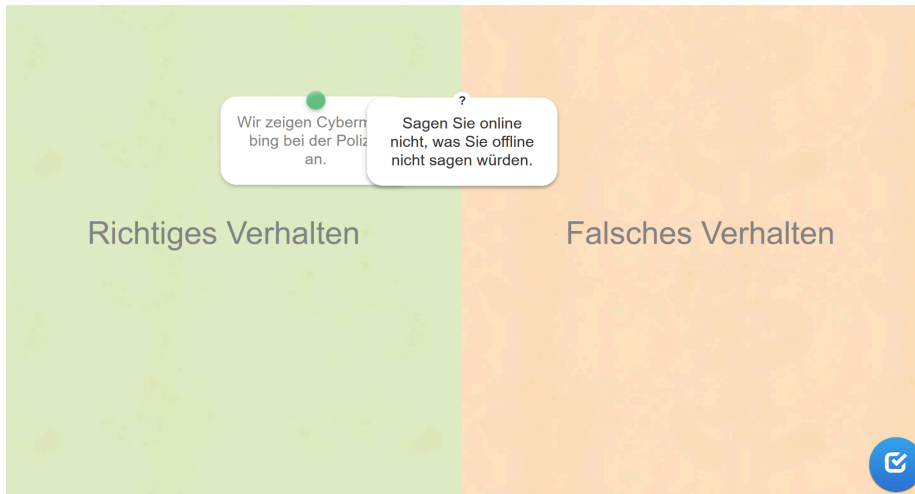 Wir zeigen Cyberm
bing bei der Poliz
an.
?
Sagen Sie online
nicht, was Sie offline
nicht sagen würden.
Richtiges Verhalten
Falsches Verhalten